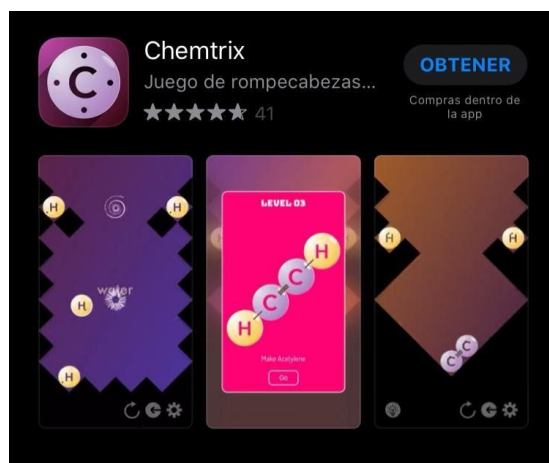 C
Chemtrix
Juego de rompecabezas...
41
OBTENER
Compras dentro de
la app
H
H
water
H
H
LEVEL 03
H
C
C
H
Make Acetylene
Go
H
H
C
C